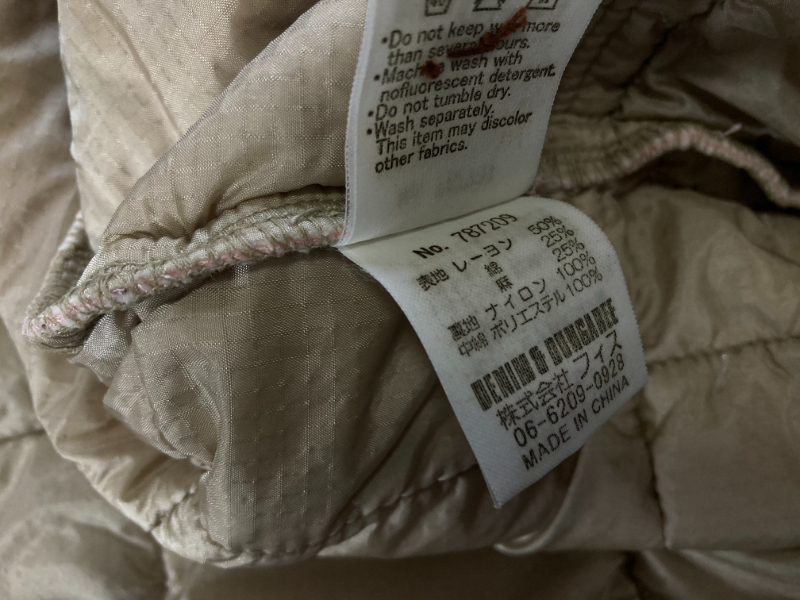 •Do not keep wet more
than several hours.
•Machine wash with
nofluorescent detergent.
•Do not tumble dry.
•Wash separately.
This item may discolor
other fabrics.
No. 787209
表地 レーヨン 50%
綿 25%
麻 25%
裏地 ナイロン 100%
中綿 ポリエステル 100%
DENIM & DUNGAREE
株式会社フィス
06-6209-0928
MADE IN CHINA